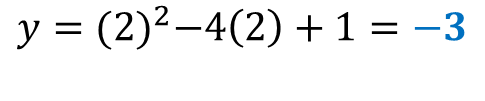 y = (2)²−4(2) + 1 = −3